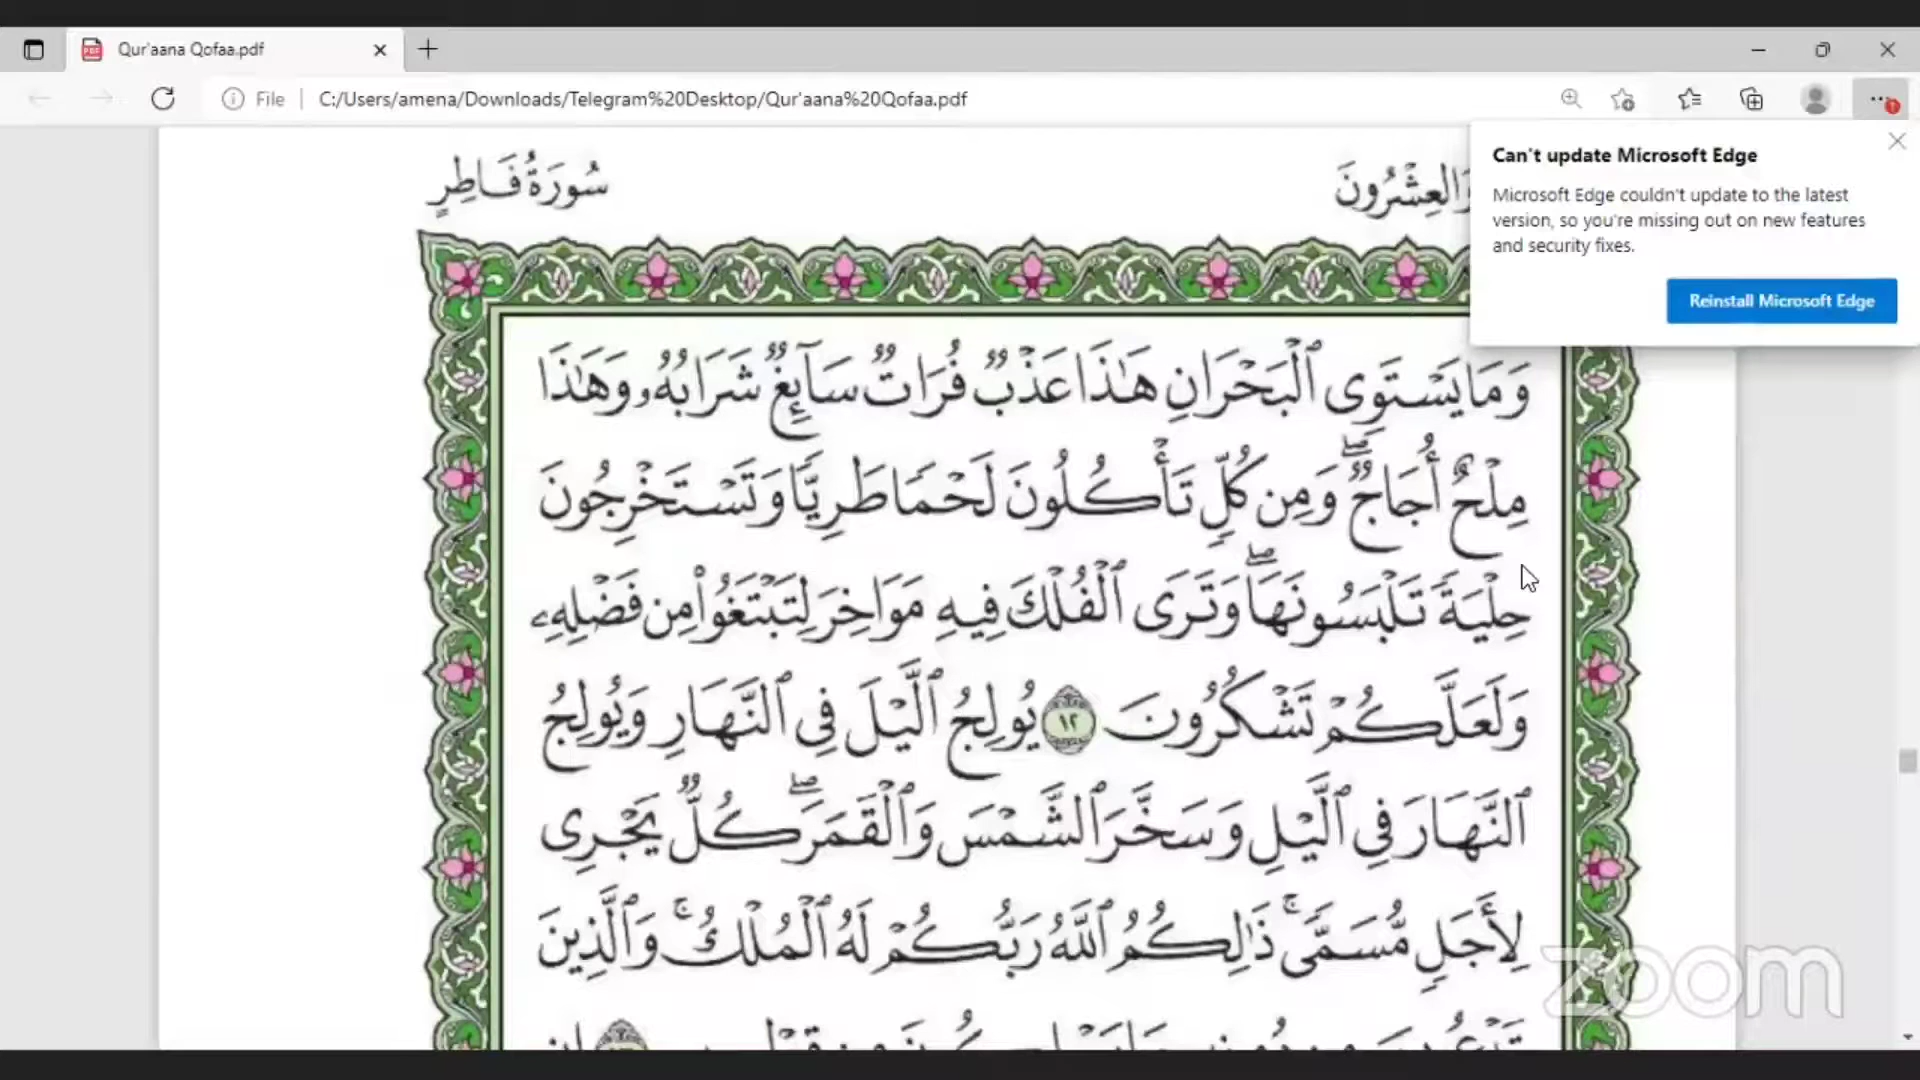 Qur'aana Qofaa.pdf
File
C:/Users/amena/Downloads/Telegram%20Desktop/Qur'aana%20Qofaa.pdf
Can't update Microsoft Edge
Microsoft Edge couldn't update to the latest
version, so you're missing out on new features
and security fixes.
Reinstall Microsoft Edge
وَالعِشْرُونَ
سُورَةُ فَاطِرٍ
وَمَا يَسْتَوِى ٱلْبَحْرَانِ هَٰذَا عَذْبٌ فُرَاتٌ سَآئِغٌ شَرَابُهُۥ وَهَٰذَا
مِلْحٌ أُجَاجٌ ۖ وَمِن كُلٍّ تَأْكُلُونَ لَحْمًا طَرِيًّا وَتَسْتَخْرِجُونَ
حِلْيَةً تَلْبَسُونَهَا ۖ وَتَرَى ٱلْفُلْكَ فِيهِ مَوَاخِرَ لِتَبْتَغُوا۟ مِن فَضْلِهِۦ
وَلَعَلَّكُمْ تَشْكُرُونَ ١٢ يُولِجُ ٱلَّيْلَ فِى ٱلنَّهَارِ وَيُولِجُ
ٱلنَّهَارَ فِى ٱلَّيْلِ وَسَخَّرَ ٱلشَّمْسَ وَٱلْقَمَرَ ۖ كُلٌّ يَجْرِى
لِأَجَلٍ مُّسَمًّى ۚ ذَٰلِكُمُ ٱللَّهُ رَبُّكُمْ لَهُ ٱلْمُلْكُ ۚ وَٱلَّذِينَ
zoom